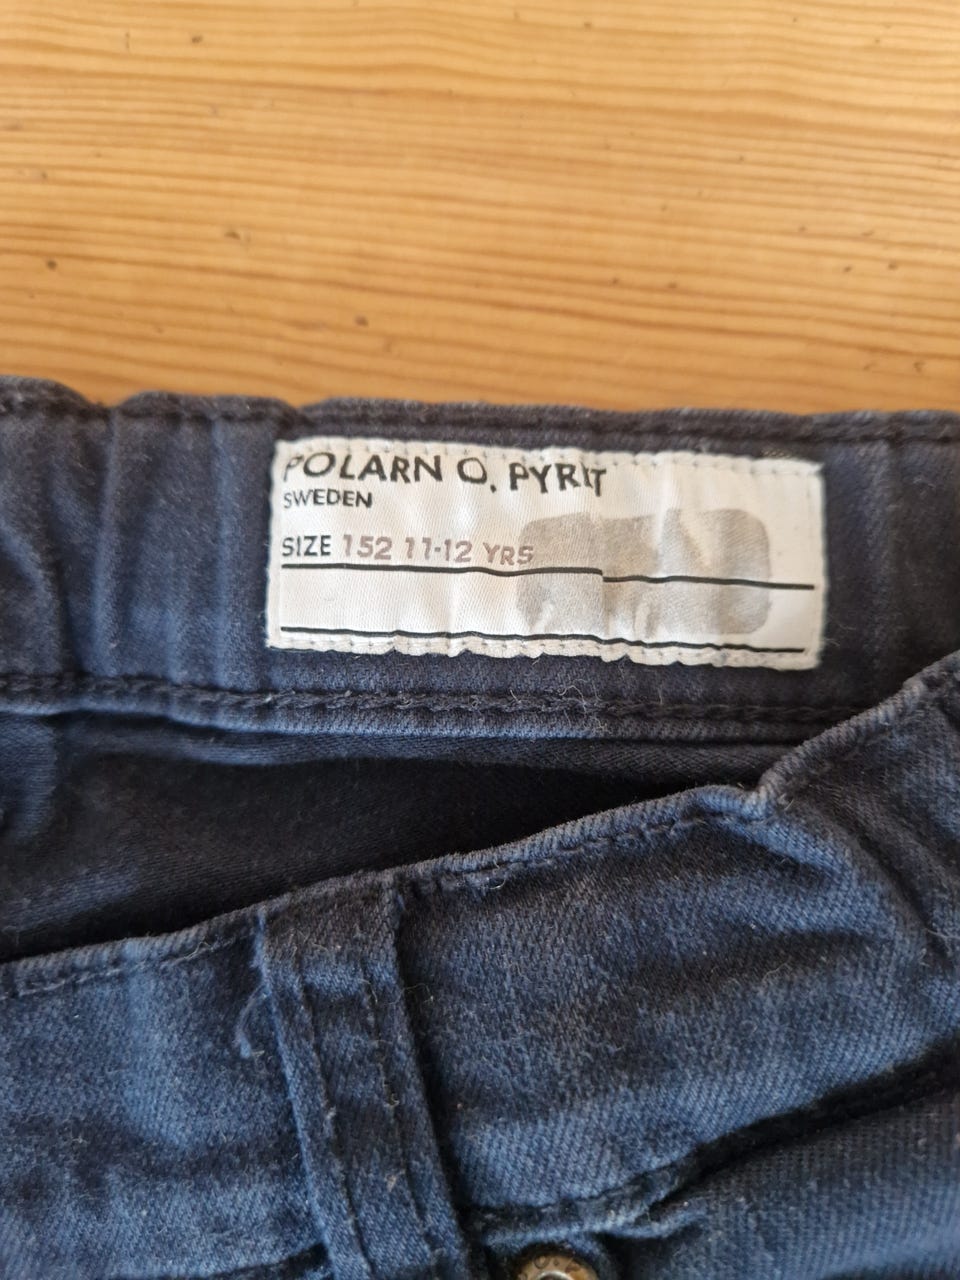 POLARN O. PYRET
SWEDEN
SIZE 152 11-12 YRS